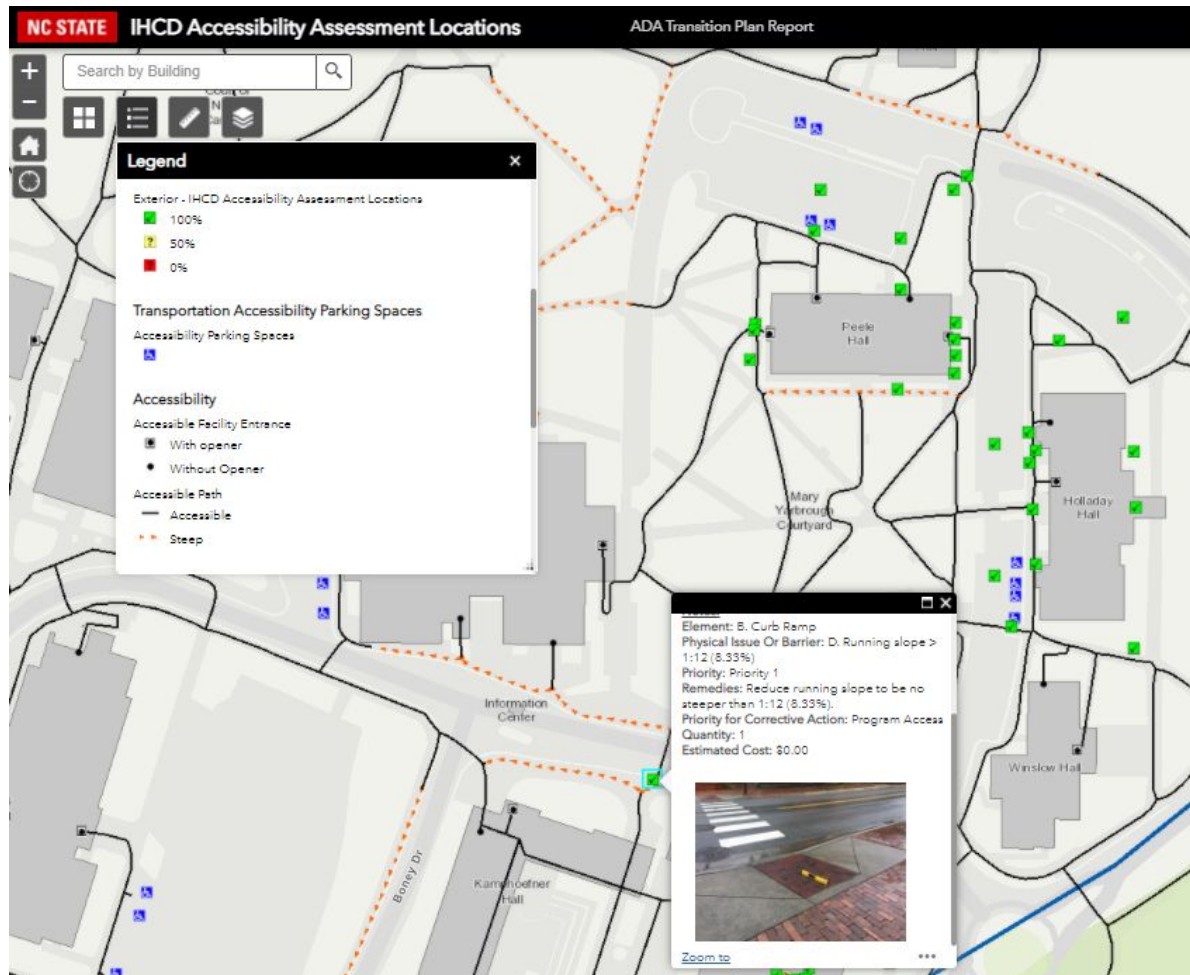 NC STATE IHCD Accessibility Assessment Locations ADA Transition Plan Report
Search by Building
Legend
Exterior - IHCD Accessibility Assessment Locations
100%
50%
0%
Transportation Accessibility Parking Spaces
Accessibility Parking Spaces
Accessibility
Accessible Facility Entrance
With opener
Without Opener
Accessible Path
Accessible
Steep
Peele
Hall
Mary
Yarbrough
Courtyard
Holladay
Hall
Information
Center
Winslow Hall
Boney Dr
Kamphoefner
Hall
Element: B. Curb Ramp
Physical Issue Or Barrier: D. Running slope >
1:12 (8.33%)
Priority: Priority 1
Remedies: Reduce running slope to be no
steeper than 1:12 (8.33%).
Priority for Corrective Action: Program Access
Quantity: 1
Estimated Cost: $0.00
Zoom to